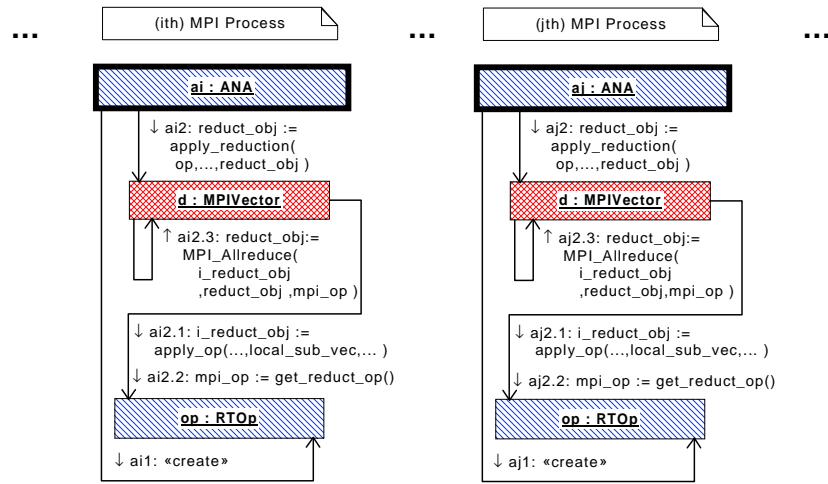 ...
(ith) MPI Process
ai : ANA
↓ ai2: reduct_obj :=
apply_reduction(
op,...,reduct_obj )
d : MPIVector
↑ ai2.3: reduct_obj:=
MPI_Allreduce(
i_reduct_obj
,reduct_obj ,mpi_op )
↓ ai2.1: i_reduct_obj :=
apply_op(...,local_sub_vec,... )
↓ ai2.2: mpi_op := get_reduct_op()
op : RTOp
↓ ai1: «create»
...
(jth) MPI Process
aj : ANA
↓ aj2: reduct_obj :=
apply_reduction(
op,...,reduct_obj )
d : MPIVector
↑ aj2.3: reduct_obj:=
MPI_Allreduce(
i_reduct_obj
,reduct_obj,mpi_op )
↓ aj2.1: i_reduct_obj :=
apply_op(...,local_sub_vec,... )
↓ aj2.2: mpi_op := get_reduct_op()
op : RTOp
↓ aj1: «create»
...